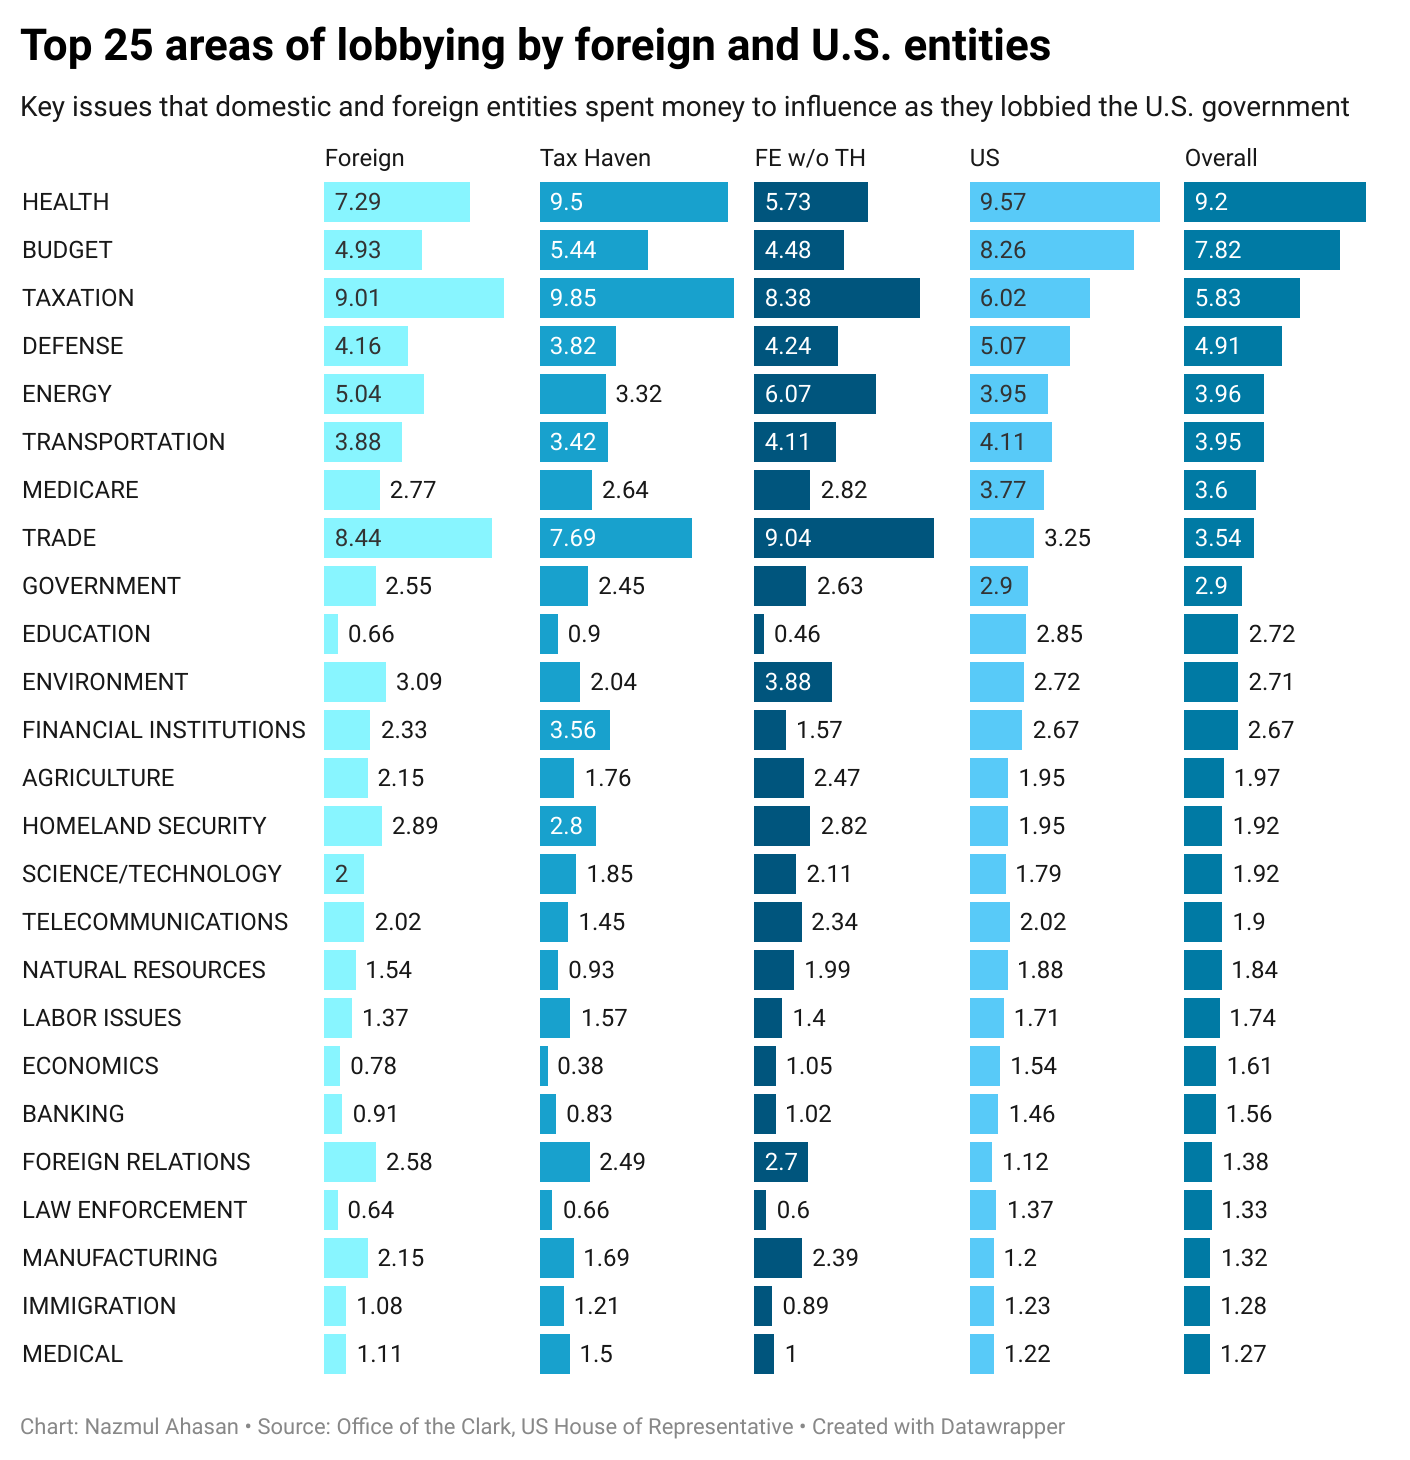 Top 25 areas of lobbying by foreign and U.S. entities
Key issues that domestic and foreign entities spent money to influence as they lobbied the U.S. government
Foreign Tax Haven FE w/o TH US Overall
HEALTH 7.29 9.5 5.73 9.57 9.2
BUDGET 4.93 5.44 4.48 8.26 7.82
TAXATION 9.01 9.85 8.38 6.02 5.83
DEFENSE 4.16 3.82 4.24 5.07 4.91
ENERGY 5.04 3.32 6.07 3.95 3.96
TRANSPORTATION 3.88 3.42 4.11 4.11 3.95
MEDICARE 2.77 2.64 2.82 3.77 3.6
TRADE 8.44 7.69 9.04 3.25 3.54
GOVERNMENT 2.55 2.45 2.63 2.9 2.9
EDUCATION 0.66 0.9 0.46 2.85 2.72
ENVIRONMENT 3.09 2.04 3.88 2.72 2.71
FINANCIAL INSTITUTIONS 2.33 3.56 1.57 2.67 2.67
AGRICULTURE 2.15 1.76 2.47 1.95 1.97
HOMELAND SECURITY 2.89 2.8 2.82 1.95 1.92
SCIENCE/TECHNOLOGY 2 1.85 2.11 1.79 1.92
TELECOMMUNICATIONS 2.02 1.45 2.34 2.02 1.9
NATURAL RESOURCES 1.54 0.93 1.99 1.88 1.84
LABOR ISSUES 1.37 1.57 1.4 1.71 1.74
ECONOMICS 0.78 0.38 1.05 1.54 1.61
BANKING 0.91 0.83 1.02 1.46 1.56
FOREIGN RELATIONS 2.58 2.49 2.7 1.12 1.38
LAW ENFORCEMENT 0.64 0.66 0.6 1.37 1.33
MANUFACTURING 2.15 1.69 2.39 1.2 1.32
IMMIGRATION 1.08 1.21 0.89 1.23 1.28
MEDICAL 1.11 1.5 1 1.22 1.27
Chart: Nazmul Ahasan • Source: Office of the Clark, US House of Representative • Created with Datawrapper